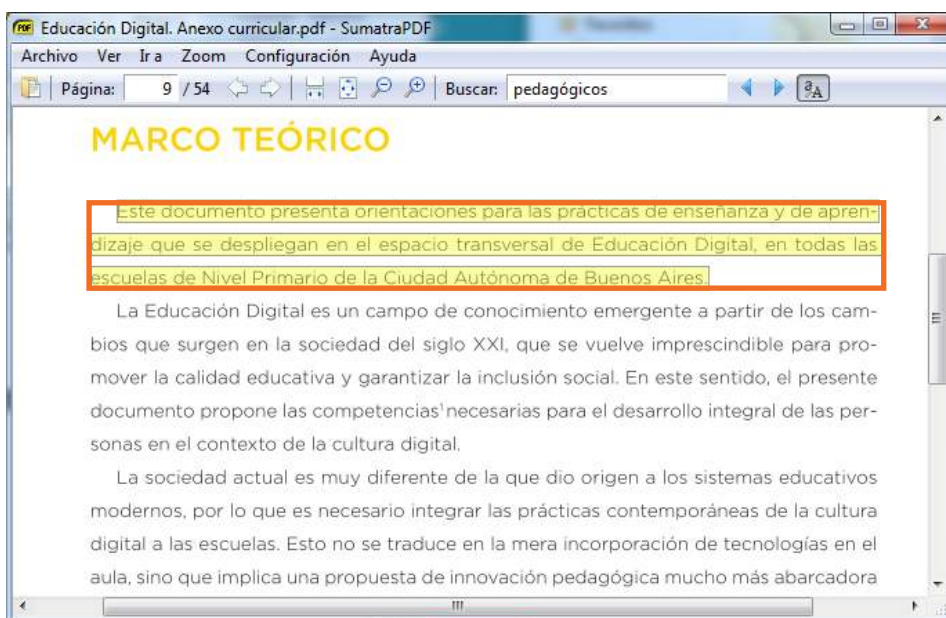 Educación Digital. Anexo curricular.pdf - SumatraPDF
Archivo Ver Ir a Zoom Configuración Ayuda
Página: 9 / 54 Buscar: pedagógicos
MARCO TEÓRICO
Este documento presenta orientaciones para las prácticas de enseñanza y de apren-
dizaje que se despliegan en el espacio transversal de Educación Digital, en todas las
escuelas de Nivel Primario de la Ciudad Autónoma de Buenos Aires.
La Educación Digital es un campo de conocimiento emergente a partir de los cam-
bios que surgen en la sociedad del siglo XXI, que se vuelve imprescindible para pro-
mover la calidad educativa y garantizar la inclusión social. En este sentido, el presente
documento propone las competencias¹ necesarias para el desarrollo integral de las per-
sonas en el contexto de la cultura digital.
La sociedad actual es muy diferente de la que dio origen a los sistemas educativos
modernos, por lo que es necesario integrar las prácticas contemporáneas de la cultura
digital a las escuelas. Esto no se traduce en la mera incorporación de tecnologías en el
aula, sino que implica una propuesta de innovación pedagógica mucho más abarcadora